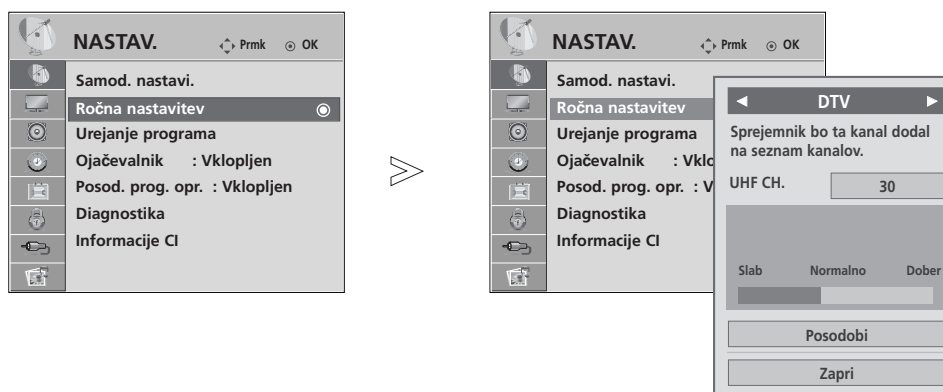 NASTAV. Prmk OK
Samod. nastavi.
Ročna nastavitev
Urejanje programa
Ojačevalnik : Vklopljen
Posod. prog. opr. : Vklopljen
Diagnostika
Informacije CI
NASTAV. Prmk OK
Samod. nastavi.
Ročna nastavitev
Urejanje programa
Ojačevalnik : Vklo
Posod. prog. opr. : V
Diagnostika
Informacije CI
DTV
Sprejemnik bo ta kanal dodal
na seznam kanalov.
UHF CH. 30
Slab Normalno Dober
Posodobi
Zapri